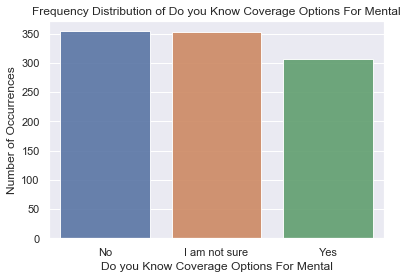 Frequency Distribution of Do you Know Coverage Options For Mental
Number of Occurrences
350
300
250
200
150
100
50
0
No I am not sure Yes
Do you Know Coverage Options For Mental